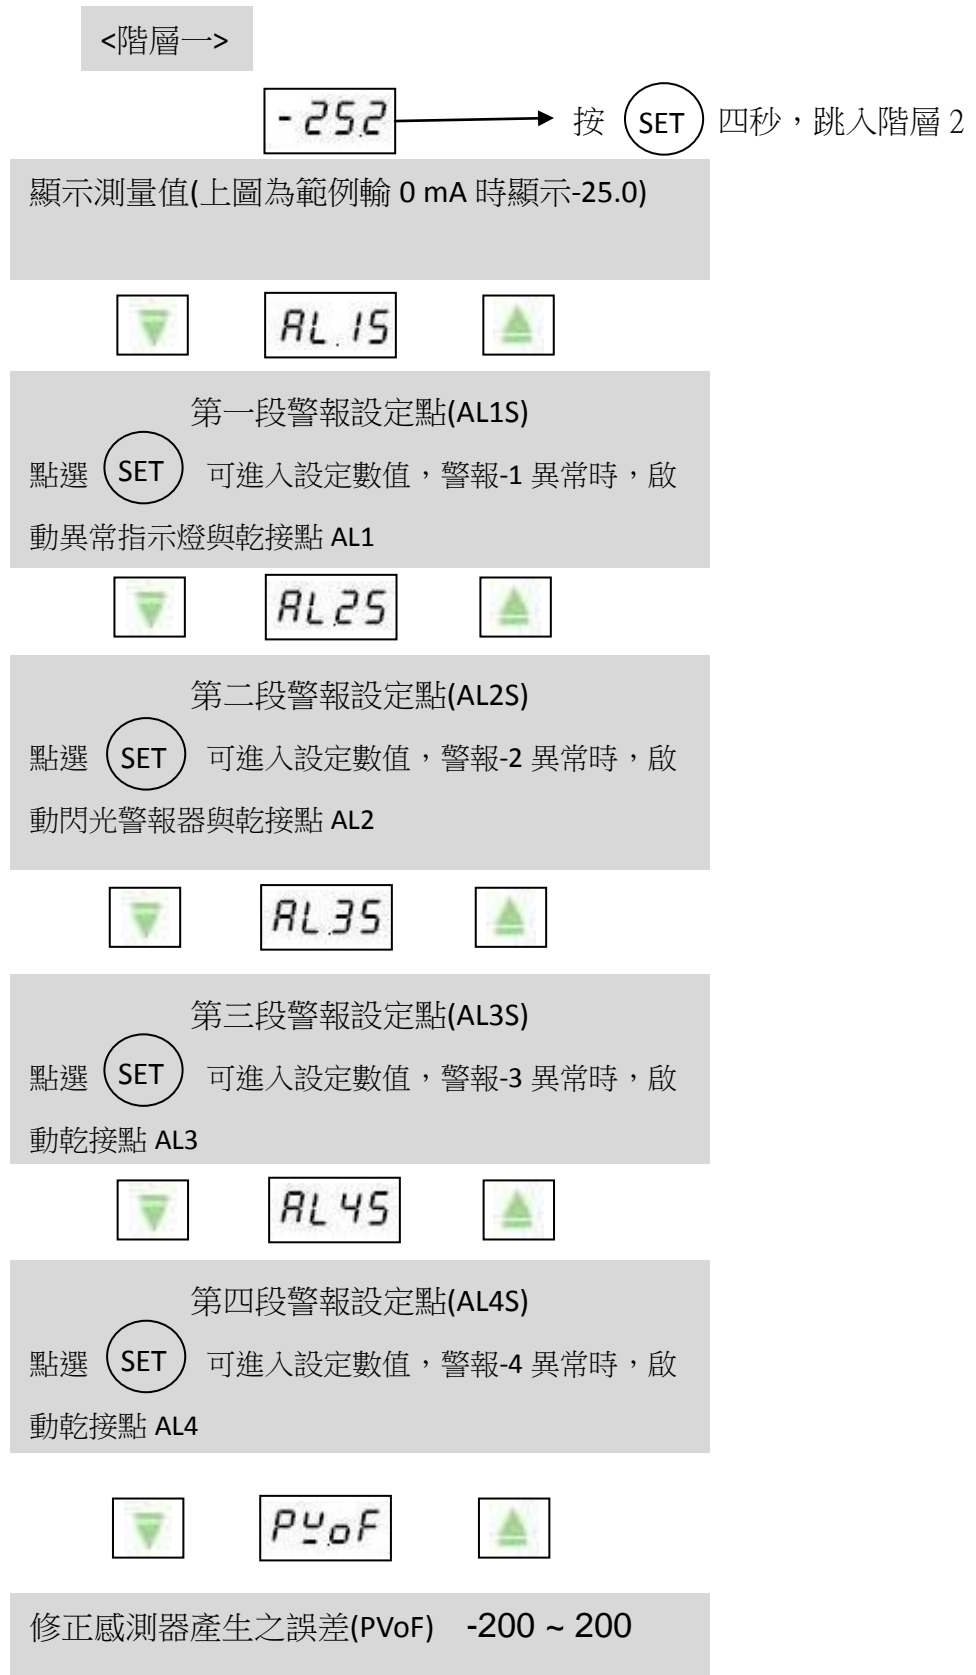 <階層一>
-25.2 按 SET 四秒，跳入階層 2
顯示測量值(上圖為範例輸 0 mA 時顯示-25.0)
AL.1S
第一段警報設定點(AL1S)
點選 SET 可進入設定數值，警報-1 異常時，啟
動異常指示燈與乾接點 AL1
AL.2S
第二段警報設定點(AL2S)
點選 SET 可進入設定數值，警報-2 異常時，啟
動閃光警報器與乾接點 AL2
AL.3S
第三段警報設定點(AL3S)
點選 SET 可進入設定數值，警報-3 異常時，啟
動乾接點 AL3
AL4S
第四段警報設定點(AL4S)
點選 SET 可進入設定數值，警報-4 異常時，啟
動乾接點 AL4
PV.oF
修正感測器產生之誤差(PVoF) -200 ~ 200